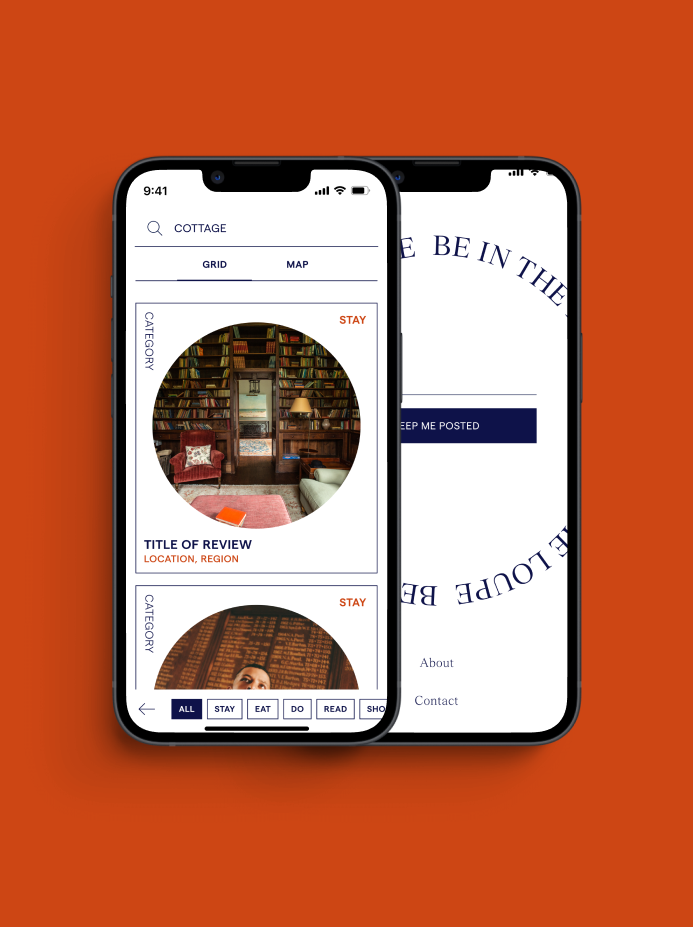 9:41
COTTAGE
GRID
MAP
CATEGORY
STAY
TITLE OF REVIEW
LOCATION, REGION
CATEGORY
STAY
ALL
STAY
EAT
DO
READ
SHO
E BE IN THE
EEP ME POSTED
E LOUPE BE
About
Contact